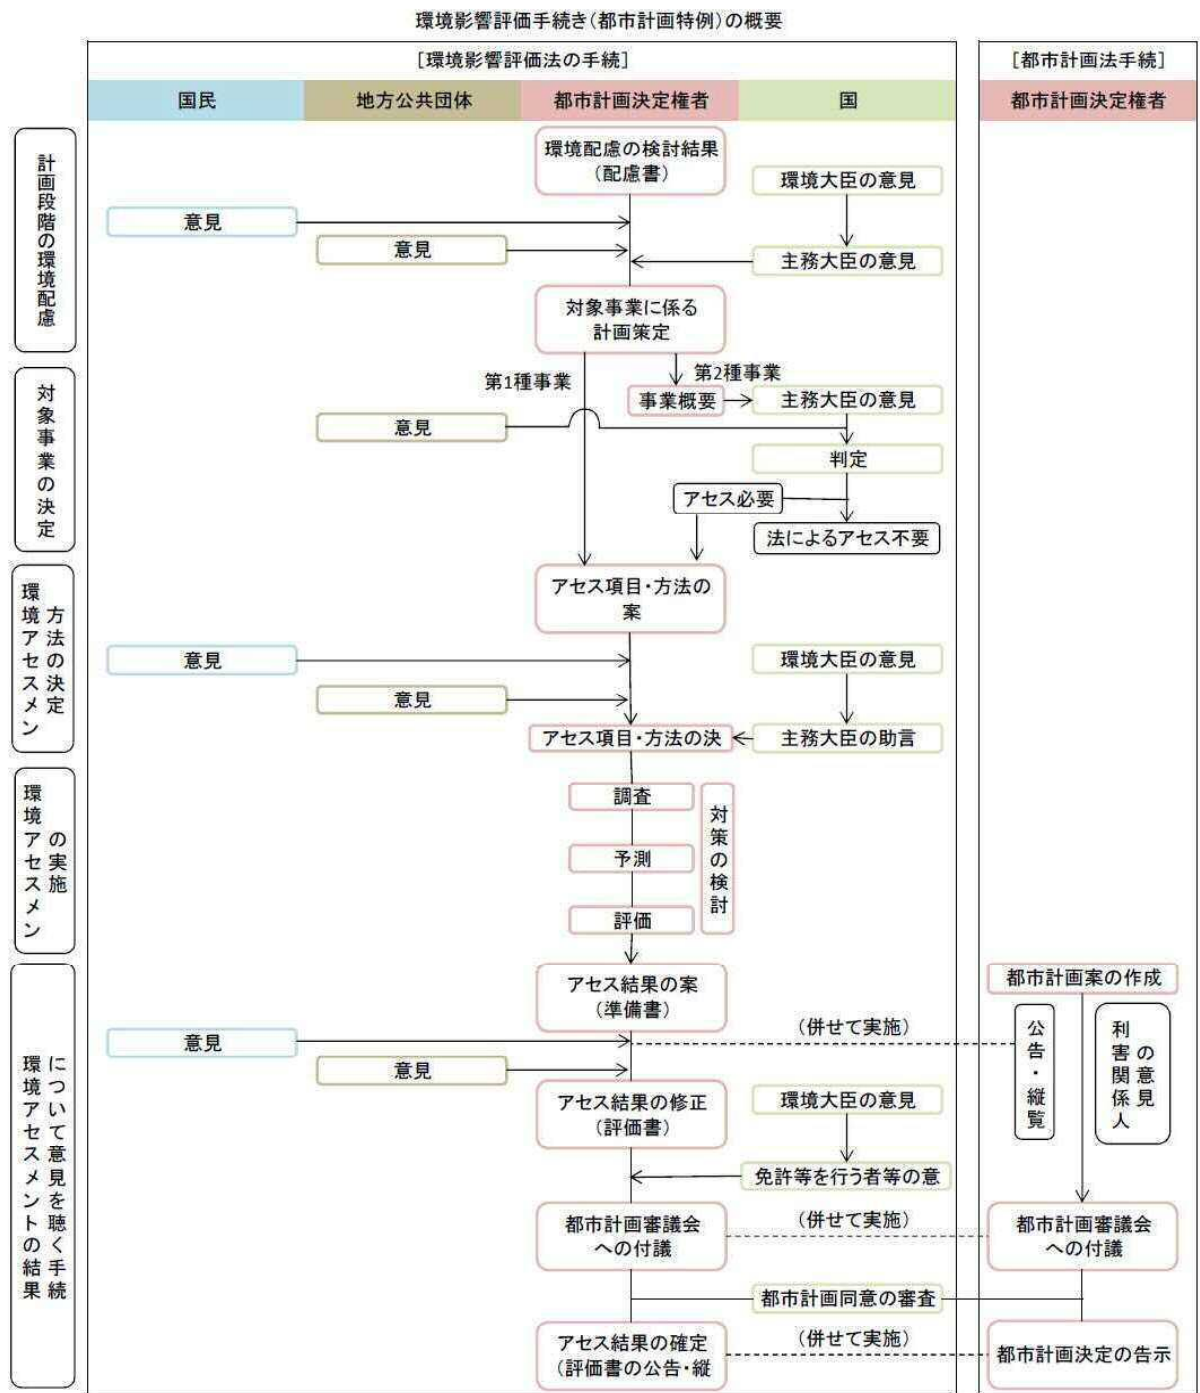 環境影響評価手続き(都市計画特例)の概要
[環境影響評価法の手続]
[都市計画法手続]
国民
地方公共団体
都市計画決定権者
国
都市計画決定権者
計画段階の環境配慮
環境配慮の検討結果
(配慮書)
環境大臣の意見
意見
意見
主務大臣の意見
対象事業に係る
計画策定
対象事業の決定
第1種事業
第2種事業
事業概要
主務大臣の意見
意見
判定
アセス必要
法によるアセス不要
環境アセスメン
方法の決定
アセス項目・方法の
案
意見
環境大臣の意見
意見
アセス項目・方法の決
主務大臣の助言
環境アセスメン
の実施
調査
予測
評価
対策の検討
環境アセスメントの結果
について意見を聴く手続
アセス結果の案
(準備書)
都市計画案の作成
意見
(併せて実施)
公告・縦覧
利害関係人
の意見
意見
アセス結果の修正
(評価書)
環境大臣の意見
免許等を行う者等の意
都市計画審議会
への付議
(併せて実施)
都市計画審議会
への付議
都市計画同意の審査
アセス結果の確定
(評価書の公告・縦
(併せて実施)
都市計画決定の告示